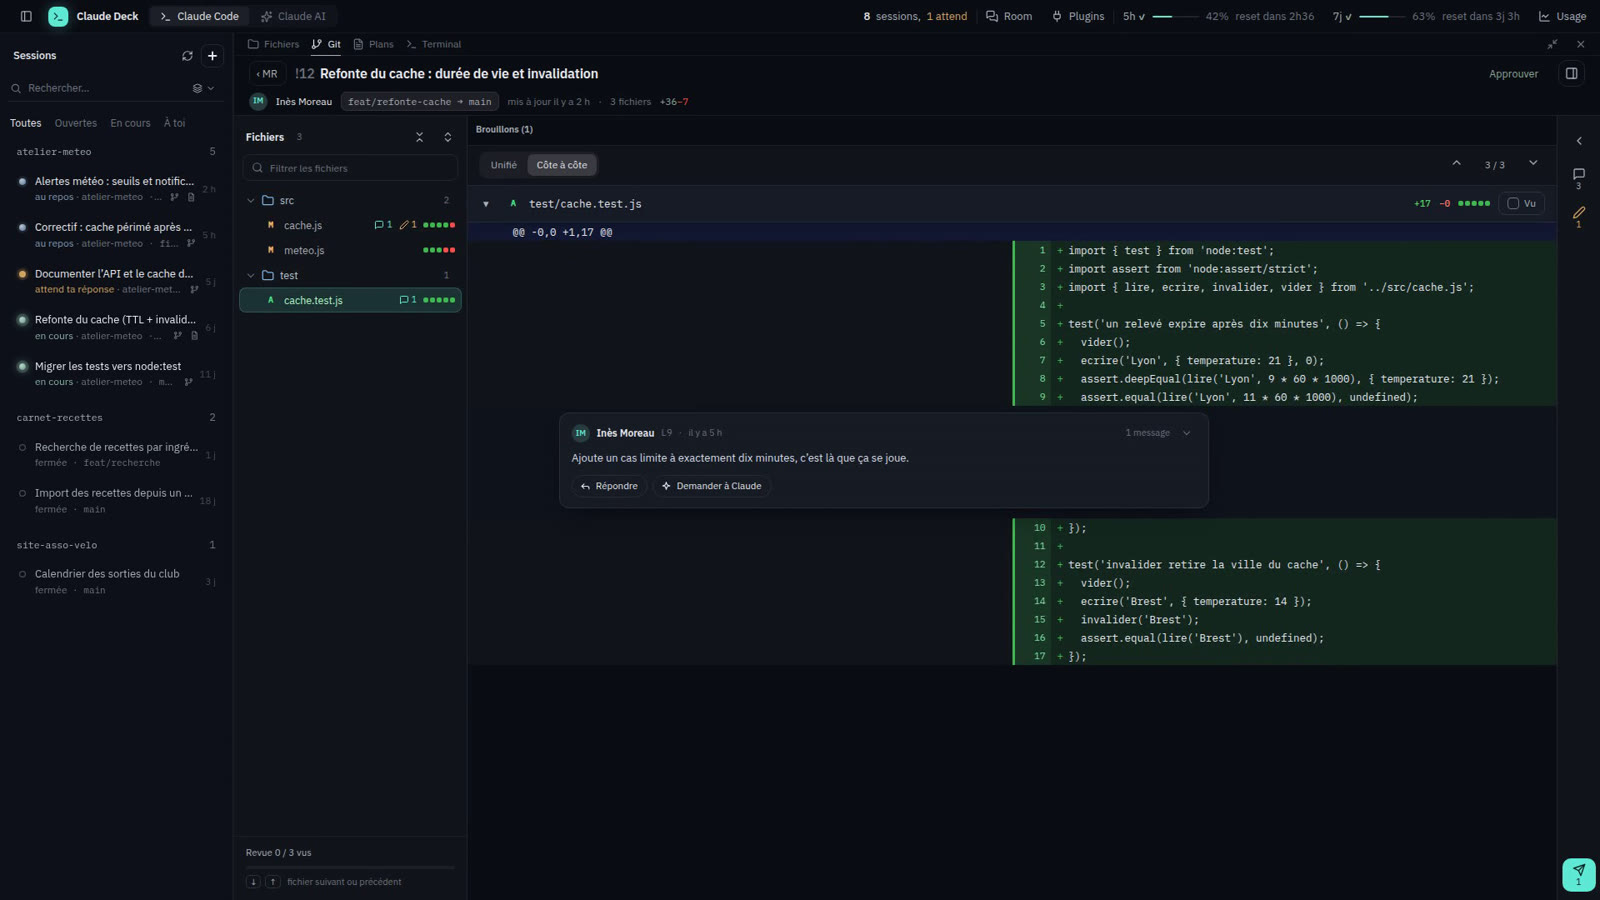 Claude Deck
Claude Code
Claude AI
8 sessions, 1 attend
Room
Plugins
5h 42% reset dans 2h36
7j 63% reset dans 3j 3h
Usage
Sessions
Rechercher...
Toutes Ouvertes En cours À toi
atelier-meteo 5
Alertes météo : seuils et notific...
au repos · atelier-meteo ·... 2 h
Correctif : cache périmé après ...
au repos · atelier-meteo · fi... 5 h
Documenter l’API et le cache d...
attend ta réponse · atelier-met... 5 j
Refonte du cache (TTL + invalid...
en cours · atelier-meteo ·... 6 j
Migrer les tests vers node:test
en cours · atelier-meteo · m... 11 j
carnet-recettes 2
Recherche de recettes par ingré...
fermée · feat/recherche 1 j
Import des recettes depuis un ...
fermée · main 18 j
site-asso-velo 1
Calendrier des sorties du club
fermée · main 3 j
Fichiers Git Plans Terminal
‹ MR !12 Refonte du cache : durée de vie et invalidation
Approuver
IM Inès Moreau feat/refonte-cache → main mis à jour il y a 2 h · 3 fichiers +36−7
Fichiers 3
Filtrer les fichiers
src 2
M cache.js 1 1
M meteo.js
test 1
A cache.test.js 1
Revue 0 / 3 vus
↓ ↑ fichier suivant ou précédent
Brouillons (1)
Unifié Côte à côte
3 / 3
A test/cache.test.js +17 −0 Vu
@@ -0,0 +1,17 @@
1 + import { test } from 'node:test';
2 + import assert from 'node:assert/strict';
3 + import { lire, ecrire, invalider, vider } from '../src/cache.js';
4 +
5 + test('un relevé expire après dix minutes', () => {
6 + vider();
7 + ecrire('Lyon', { temperature: 21 }, 0);
8 + assert.deepEqual(lire('Lyon', 9 * 60 * 1000), { temperature: 21 });
9 + assert.equal(lire('Lyon', 11 * 60 * 1000), undefined);
IM Inès Moreau L9 · il y a 5 h 1 message
Ajoute un cas limite à exactement dix minutes, c’est là que ça se joue.
Répondre Demander à Claude
10 + });
11 +
12 + test('invalider retire la ville du cache', () => {
13 + vider();
14 + ecrire('Brest', { temperature: 14 });
15 + invalider('Brest');
16 + assert.equal(lire('Brest'), undefined);
17 + });
3
1
1